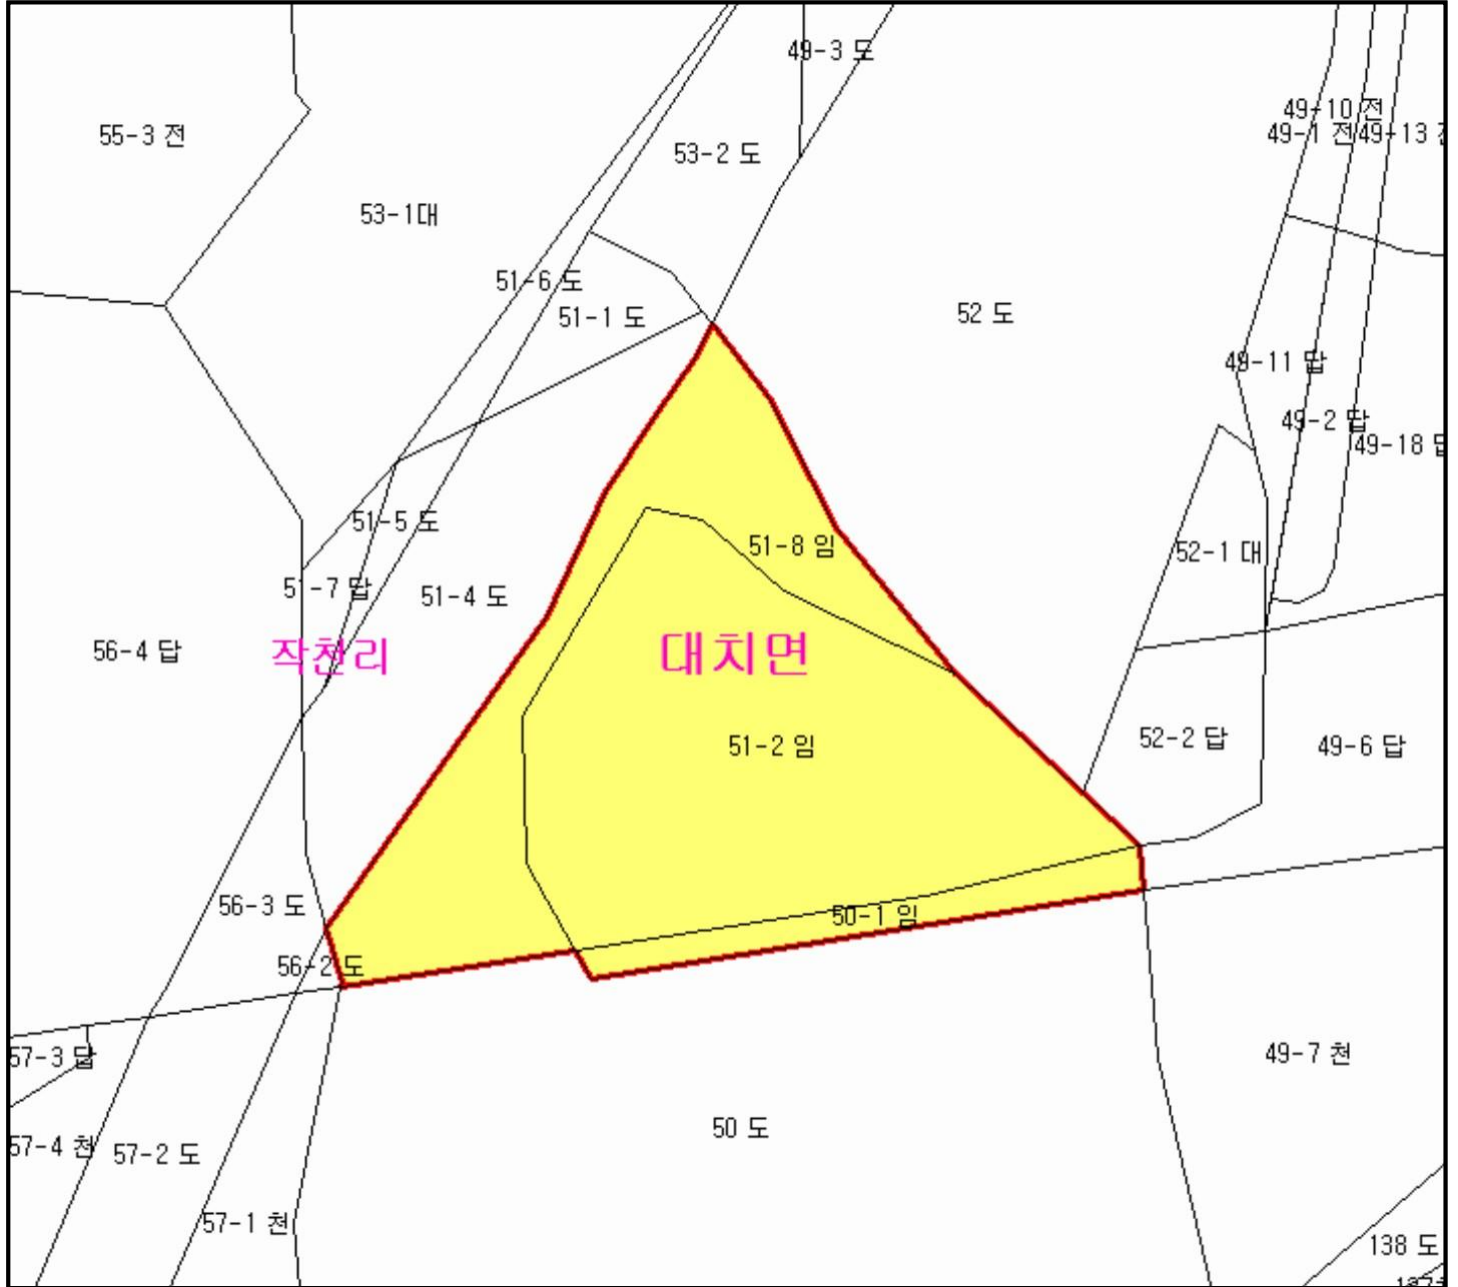 49-3 도
49-10 전
55-3 전
49-1 전
49-13
53-2 도
53-1대
51-6 도
51-1 도
52 도
49-11 답
49-2 답
49-18 답
51-5 도
51-8 임
52-1 대
51-7 답
51-4 도
56-4 답
작천리
대치면
51-2 임
52-2 답
49-6 답
56-3 도
50-1 임
56-2 도
57-3 답
49-7 천
50 도
57-4 천
57-2 도
57-1 천
138 도